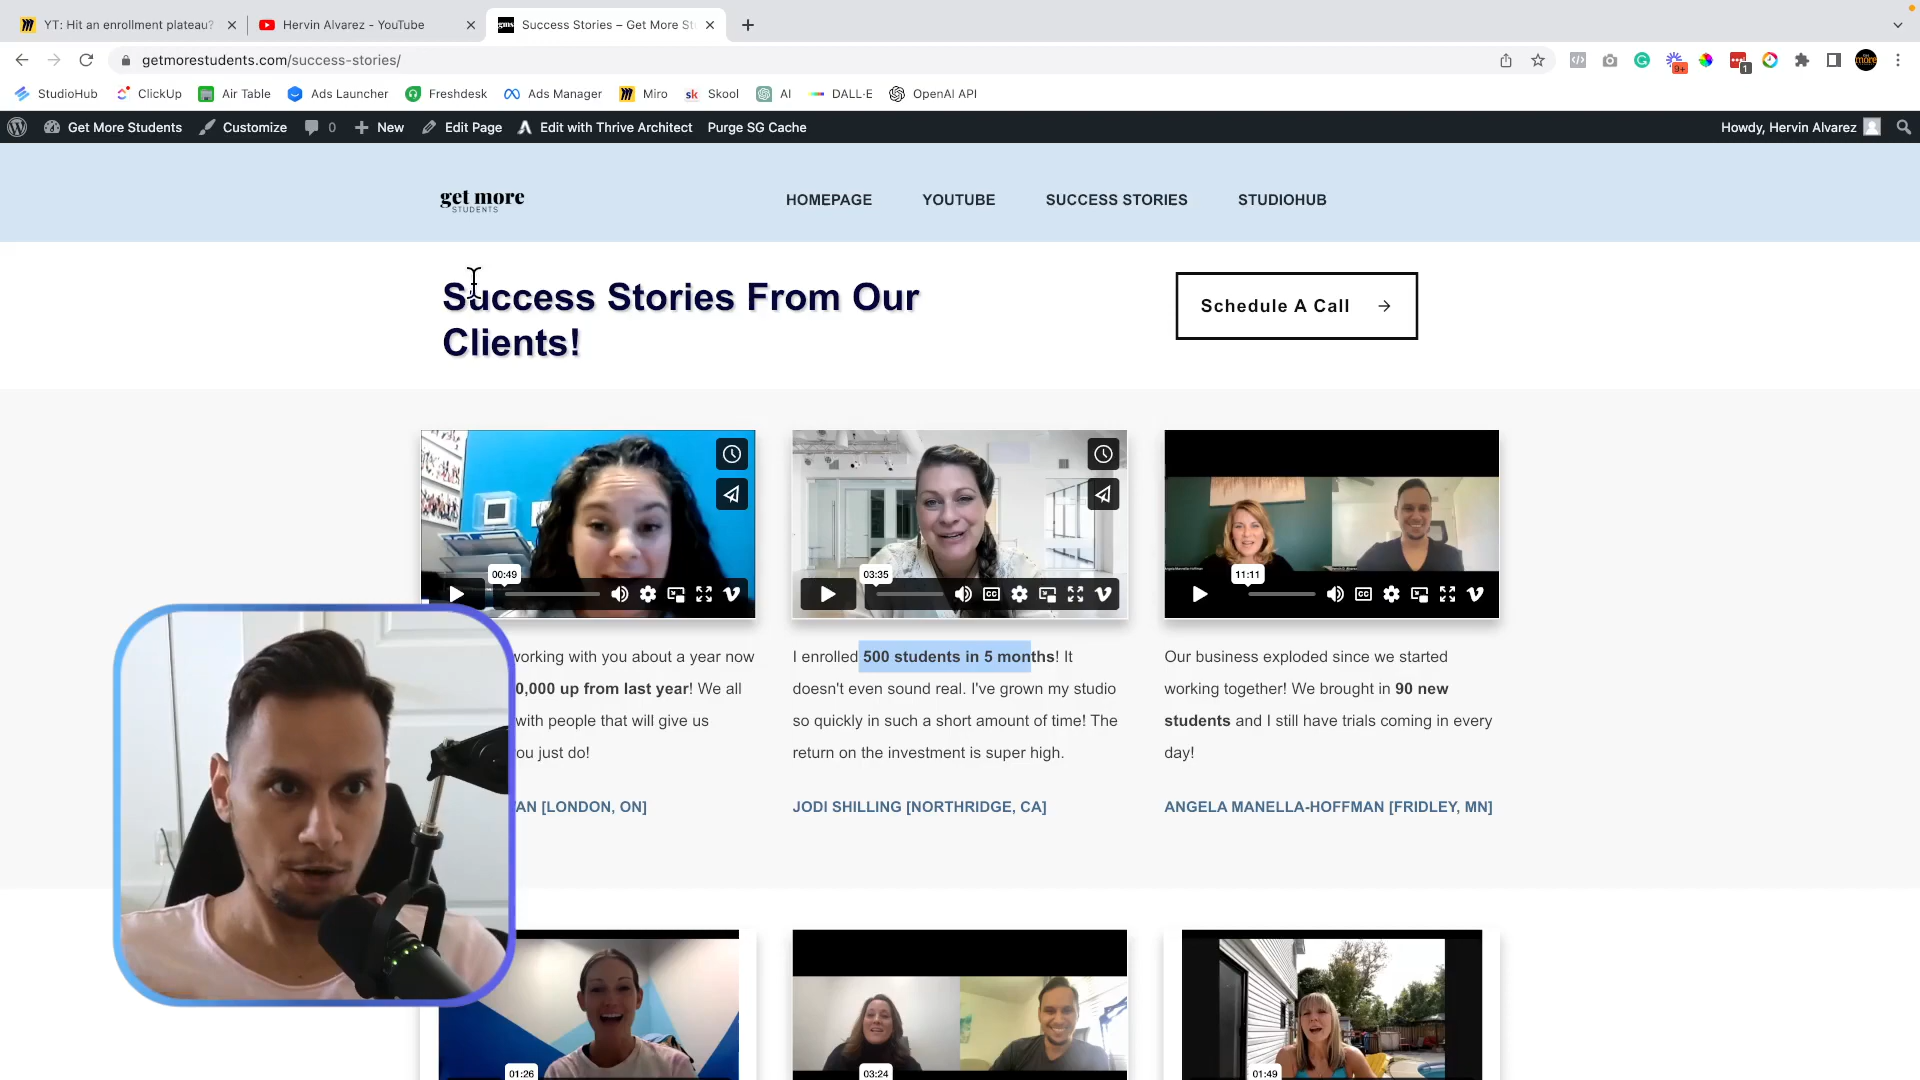 YT: Hit an enrollment plateau?
Hervin Alvarez - YouTube
Success Stories – Get More St
getmorestudents.com/success-stories/
9+
1
more
StudioHub
ClickUp
Air Table
Ads Launcher
Freshdesk
Ads Manager
Miro
sk Skool
AI
DALL·E
OpenAI API
Get More Students
Customize
0
New
Edit Page
Edit with Thrive Architect
Purge SG Cache
Howdy, Hervin Alvarez
get more
STUDENTS
HOMEPAGE
YOUTUBE
SUCCESS STORIES
STUDIOHUB
Success Stories From Our
Clients!
Schedule A Call
00:49
working with you about a year now
0,000 up from last year! We all
with people that will give us
ou just do!
AN [LONDON, ON]
03:35
CC
I enrolled 500 students in 5 months! It
doesn't even sound real. I've grown my studio
so quickly in such a short amount of time! The
return on the investment is super high.
JODI SHILLING [NORTHRIDGE, CA]
11:11
CC
Our business exploded since we started
working together! We brought in 90 new
students and I still have trials coming in every
day!
ANGELA MANELLA-HOFFMAN [FRIDLEY, MN]
01:26
03:24
01:49